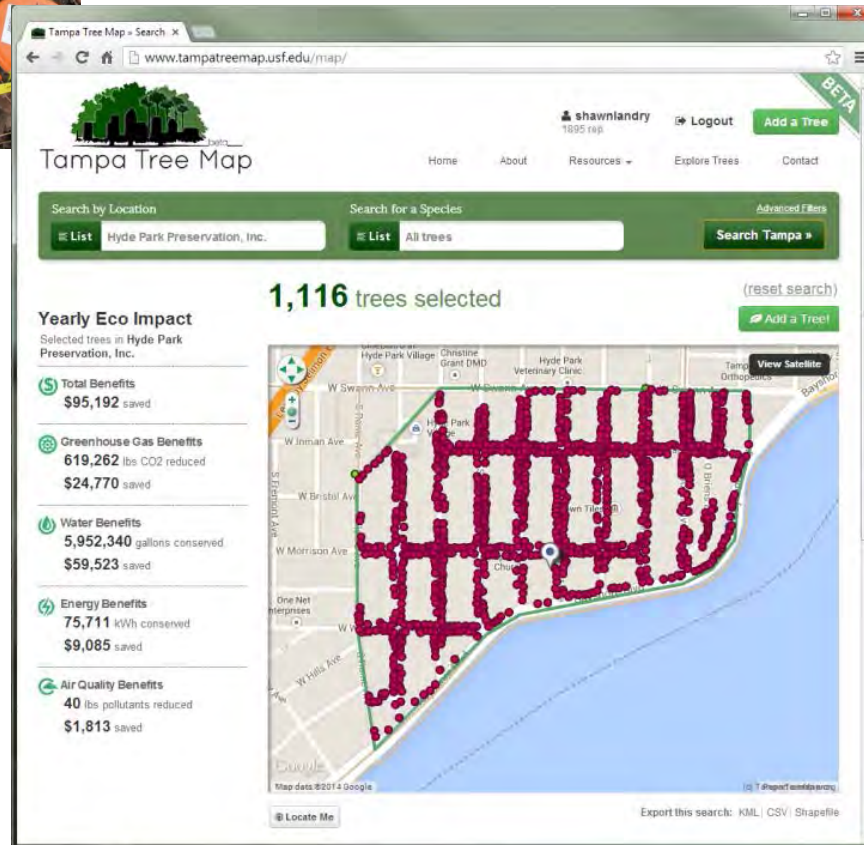 Tampa Tree Map » Search
www.tampatreemap.usf.edu/map/
BETA
shawnlandry
1895 rep
Logout
Add a Tree
beta
Tampa Tree Map
Home About Resources Explore Trees Contact
Search by Location Search for a Species Advanced Filters
List Hyde Park Preservation, Inc. List All trees Search Tampa »
1,116 trees selected
(reset search)
Add a Tree!
Yearly Eco Impact
Selected trees in Hyde Park
Preservation, Inc.
Total Benefits
$95,192 saved
Greenhouse Gas Benefits
619,262 lbs CO2 reduced
$24,770 saved
Water Benefits
5,952,340 gallons conserved
$59,523 saved
Energy Benefits
75,711 kWh conserved
$9,085 saved
Air Quality Benefits
40 lbs pollutants reduced
$1,813 saved
View Satellite
Hyde Park Village
Christine
Grant DMD
Hyde Park
Veterinary Clinic
W Swann Ave
W Inman Ave
W Bristol Ave
S Fremont Ave
W Morrison Ave
One Net
W Hills Ave
Google
Map data ©2014 Google
Locate Me
Export this search: KML CSV Shapefile